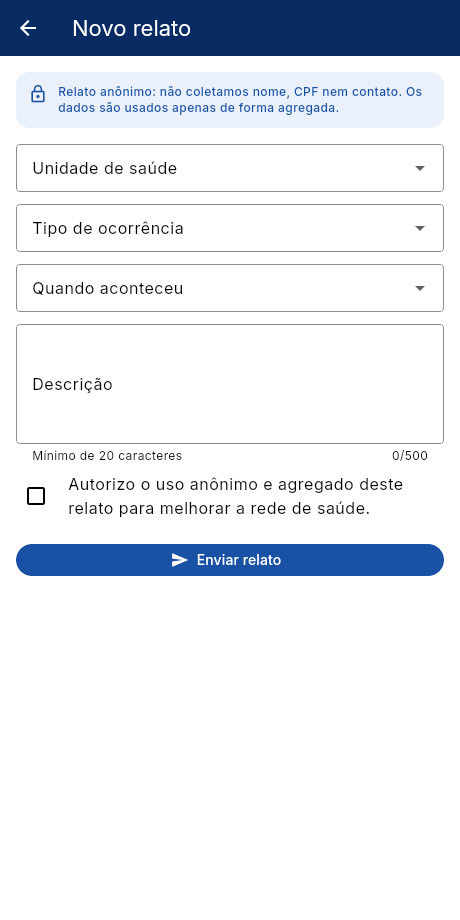 Novo relato
Relato anônimo: não coletamos nome, CPF nem contato. Os
dados são usados apenas de forma agregada.
Unidade de saúde
Tipo de ocorrência
Quando aconteceu
Descrição
Mínimo de 20 caracteres
0/500
Autorizo o uso anônimo e agregado deste
relato para melhorar a rede de saúde.
Enviar relato